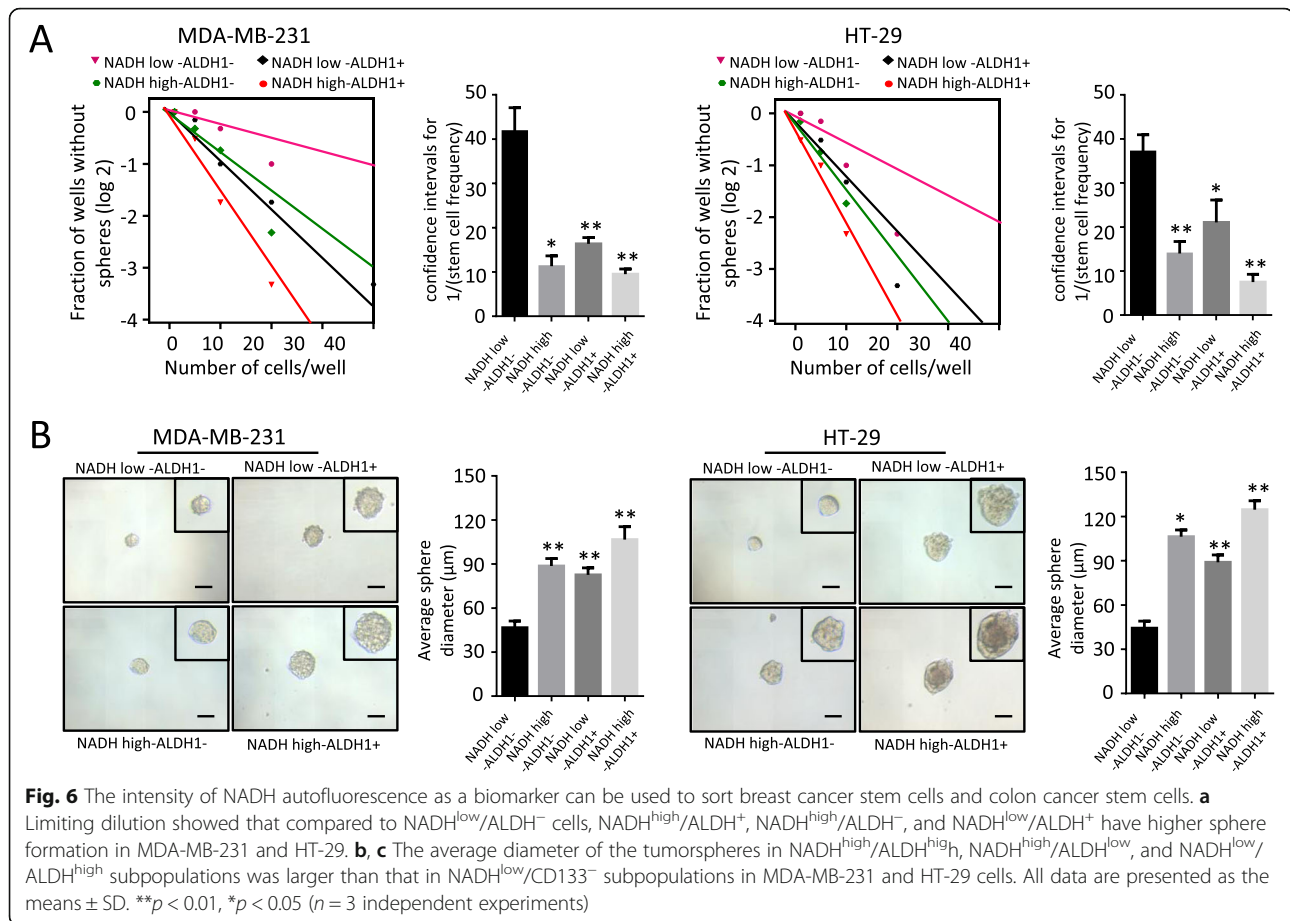 A
MDA-MB-231
NADH low -ALDH1- NADH low -ALDH1+
NADH high-ALDH1- NADH high-ALDH1+
Fraction of wells without
spheres (log 2)
0
-1
-2
-3
-4
0 10 20 30 40
Number of cells/well
confidence intervals for
1/(stem cell frequency)
50
40
30
20
10
0
* ** **
NADH low
-ALDH1-
NADH high
-ALDH1-
NADH low
-ALDH1+
NADH high
-ALDH1+
HT-29
NADH low -ALDH1- NADH low -ALDH1+
NADH high-ALDH1- NADH high-ALDH1+
Fraction of wells without
spheres (log 2)
0
-1
-2
-3
-4
0 10 20 30 40
Number of cells/well
confidence intervals for
1/(stem cell frequency)
50
40
30
20
10
0
** * **
NADH low
-ALDH1-
NADH high
-ALDH1-
NADH low
-ALDH1+
NADH high
-ALDH1+
B
MDA-MB-231
NADH low -ALDH1- NADH low -ALDH1+
NADH high-ALDH1- NADH high-ALDH1+
Average sphere
diameter (μm)
150
120
90
60
30
0
** ** **
NADH low
-ALDH1-
NADH high
-ALDH1-
NADH low
-ALDH1+
NADH high
-ALDH1+
HT-29
NADH low -ALDH1- NADH low -ALDH1+
NADH high-ALDH1- NADH high-ALDH1+
Average sphere
diameter (μm)
150
120
90
60
30
0
* ** **
NADH low
-ALDH1-
NADH high
-ALDH1-
NADH low
-ALDH1+
NADH high
-ALDH1+
Fig. 6 The intensity of NADH autofluorescence as a biomarker can be used to sort breast cancer stem cells and colon cancer stem cells. a
Limiting dilution showed that compared to NADHlow/ALDH− cells, NADHhigh/ALDH+, NADHhigh/ALDH−, and NADHlow/ALDH+ have higher sphere
formation in MDA-MB-231 and HT-29. b, c The average diameter of the tumorspheres in NADHhigh/ALDHhigh, NADHhigh/ALDHlow, and NADHlow/
ALDHhigh subpopulations was larger than that in NADHlow/CD133− subpopulations in MDA-MB-231 and HT-29 cells. All data are presented as the
means ± SD. **p < 0.01, *p < 0.05 (n = 3 independent experiments)